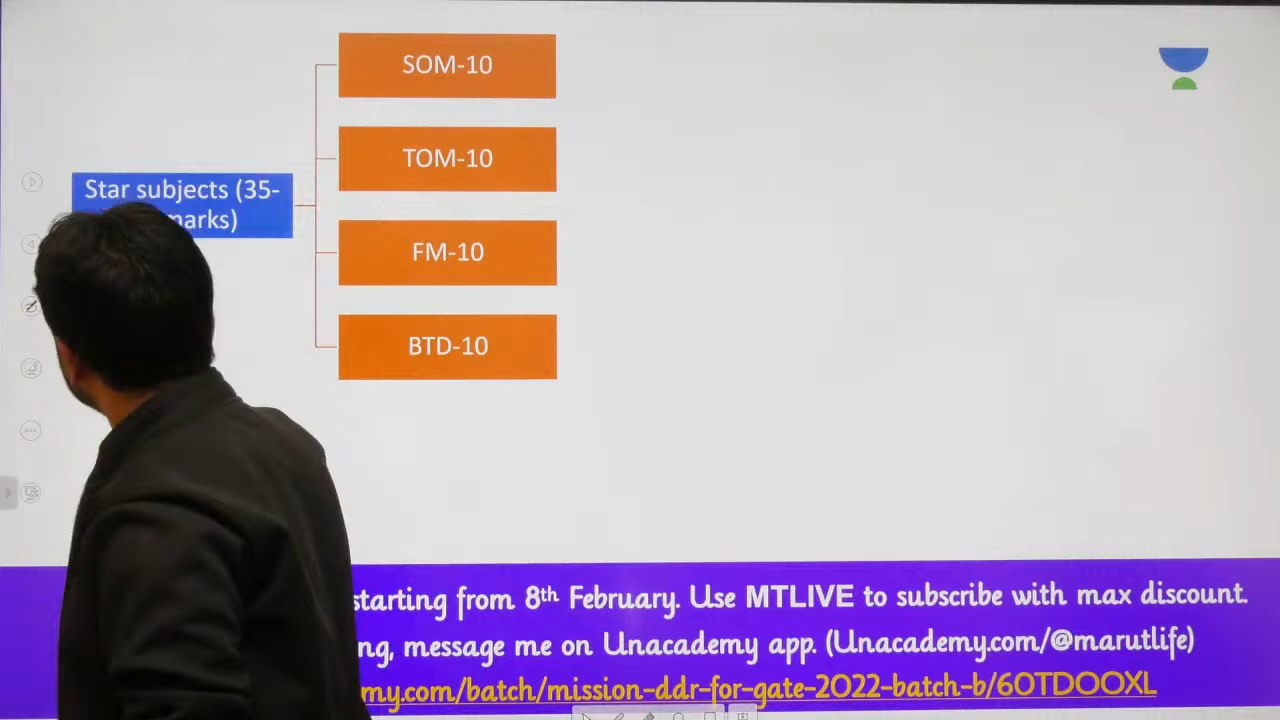 SOM-10
TOM-10
Star subjects (35-
marks)
FM-10
BTD-10
starting from 8th February. Use MTLIVE to subscribe with max discount.
message me on Unacademy app. (Unacademy.com/@marutlife)
my.com/batch/mission-ddr-for-gate-2022-batch-b/6OTDOOXL